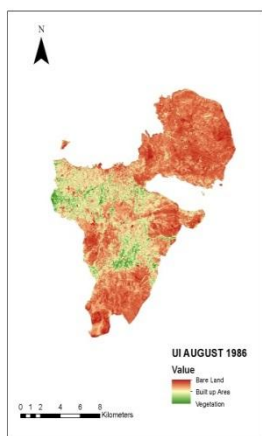 N
UI AUGUST 1986
Value
Bare Land
Built up Area
Vegetation
0 1 2 4 6 8
Kilometers